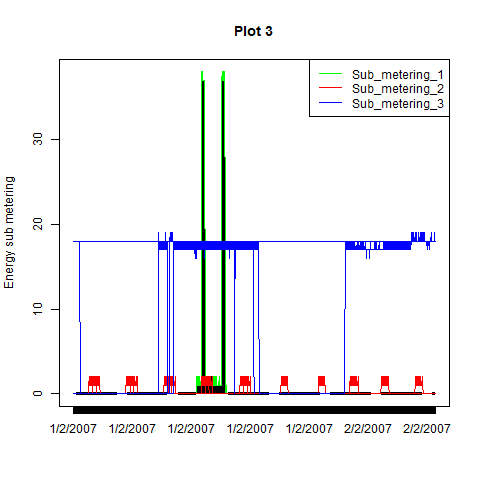 Plot 3
Sub_metering_1
Sub_metering_2
Sub_metering_3
Energy sub metering
30
20
10
0
1/2/2007 1/2/2007 1/2/2007 1/2/2007 1/2/2007 2/2/2007 2/2/2007